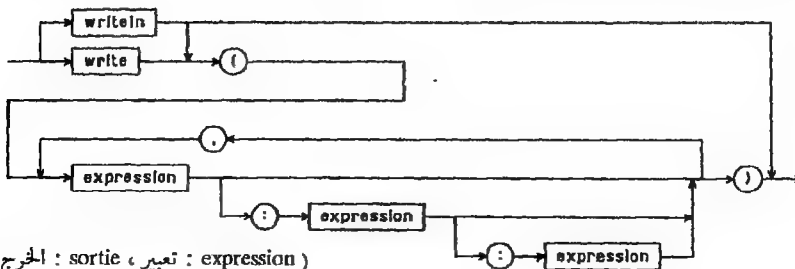 writeln
write (
,
expression )
: expression
: expression
( expression : تعبير ، sortie : الخرج